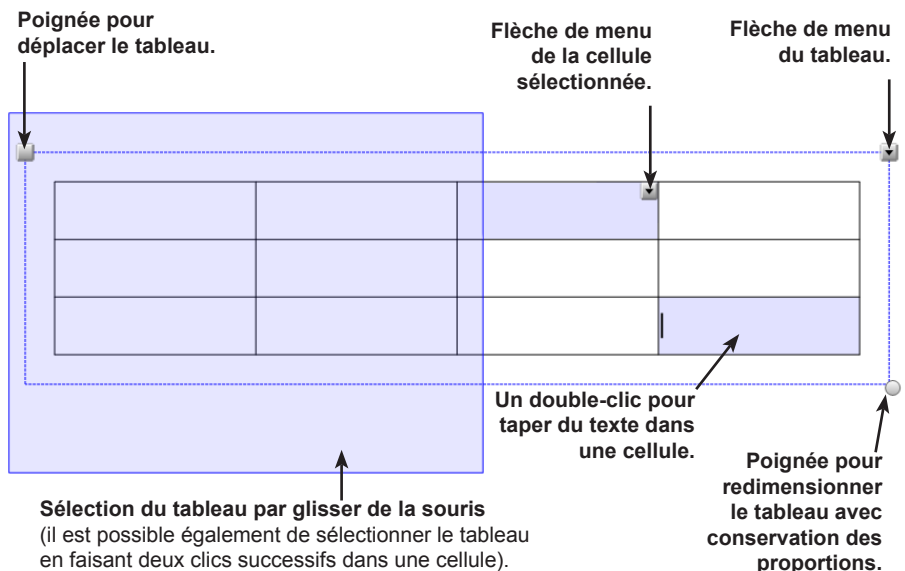 Poignée pour
déplacer le tableau.
Flèche de menu
de la cellule
sélectionnée.
Flèche de menu
du tableau.
Un double-clic pour
taper du texte dans
une cellule.
Poignée pour
redimensionner
le tableau avec
conservation des
proportions.
Sélection du tableau par glisser de la souris
(il est possible également de sélectionner le tableau
en faisant deux clics successifs dans une cellule).